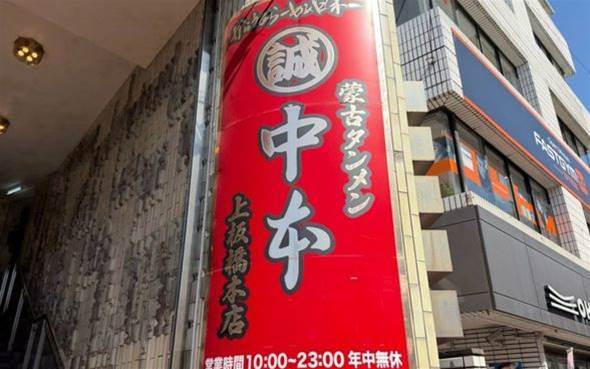 誠
蒙古タンメン
中本
上板橋本店
営業時間10:00~23:00 年中無休
FASTGYM